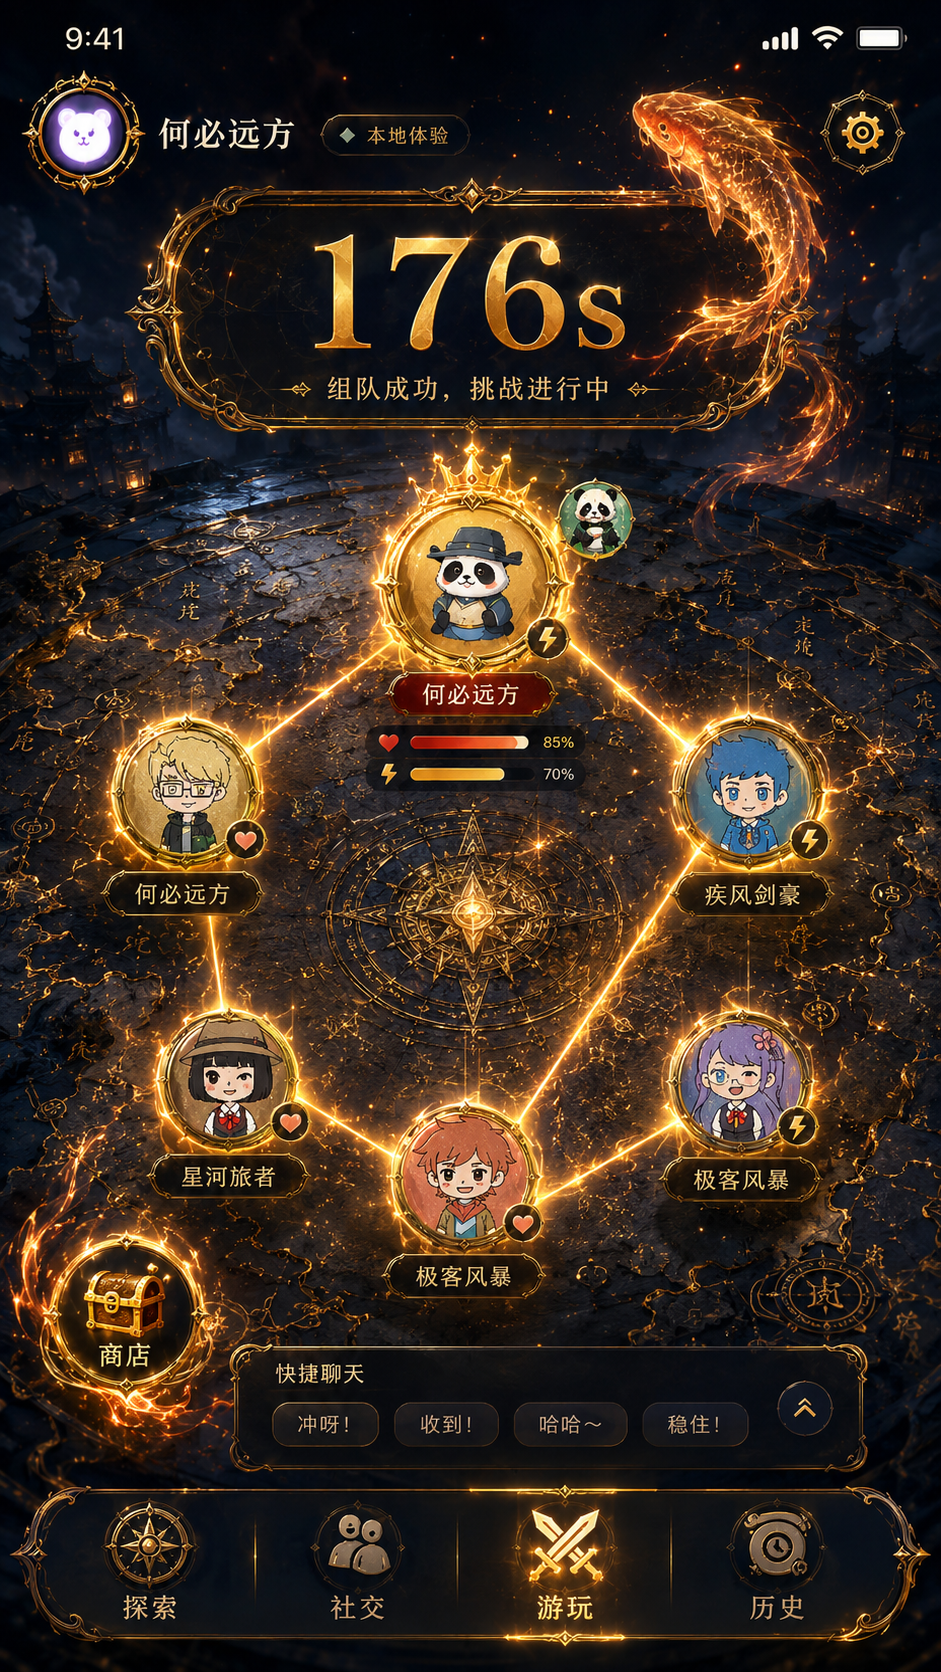 9:41
何必远方
本地体验
176s
组队成功，挑战进行中
何必远方
85%
70%
何必远方
疾风剑豪
星河旅者
极客风暴
极客风暴
商店
快捷聊天
冲呀！
收到！
哈哈～
稳住！
探索
社交
游玩
历史